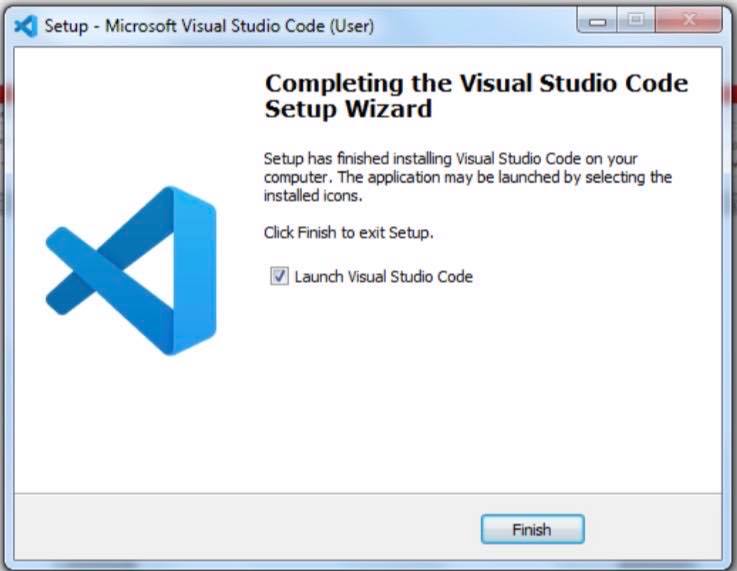 Setup - Microsoft Visual Studio Code (User)
Completing the Visual Studio Code
Setup Wizard
Setup has finished installing Visual Studio Code on your
computer. The application may be launched by selecting the
installed icons.
Click Finish to exit Setup.
Launch Visual Studio Code
Finish